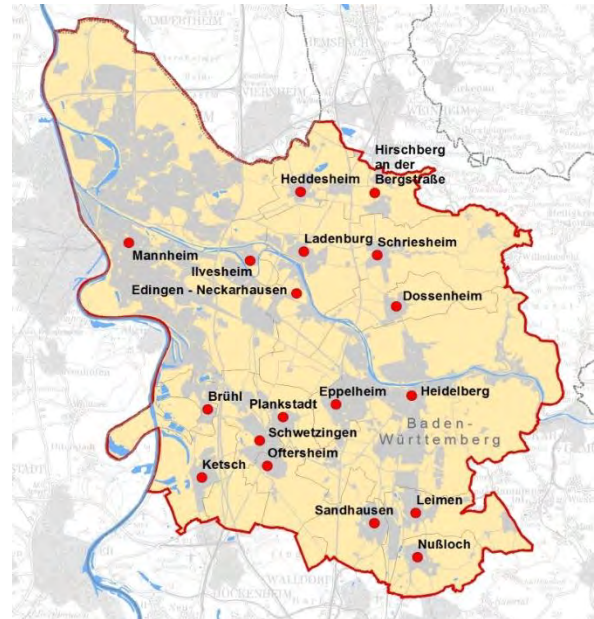 Hirschberg
an der
Bergstraße
Heddesheim
Ladenburg
Schriesheim
Mannheim
Ilvesheim
Edingen - Neckarhausen
Dossenheim
Brühl
Plankstadt
Eppelheim
Heidelberg
Baden-
Württemberg
Schwetzingen
Oftersheim
Ketsch
Leimen
Sandhausen
Nußloch
WALLDORF